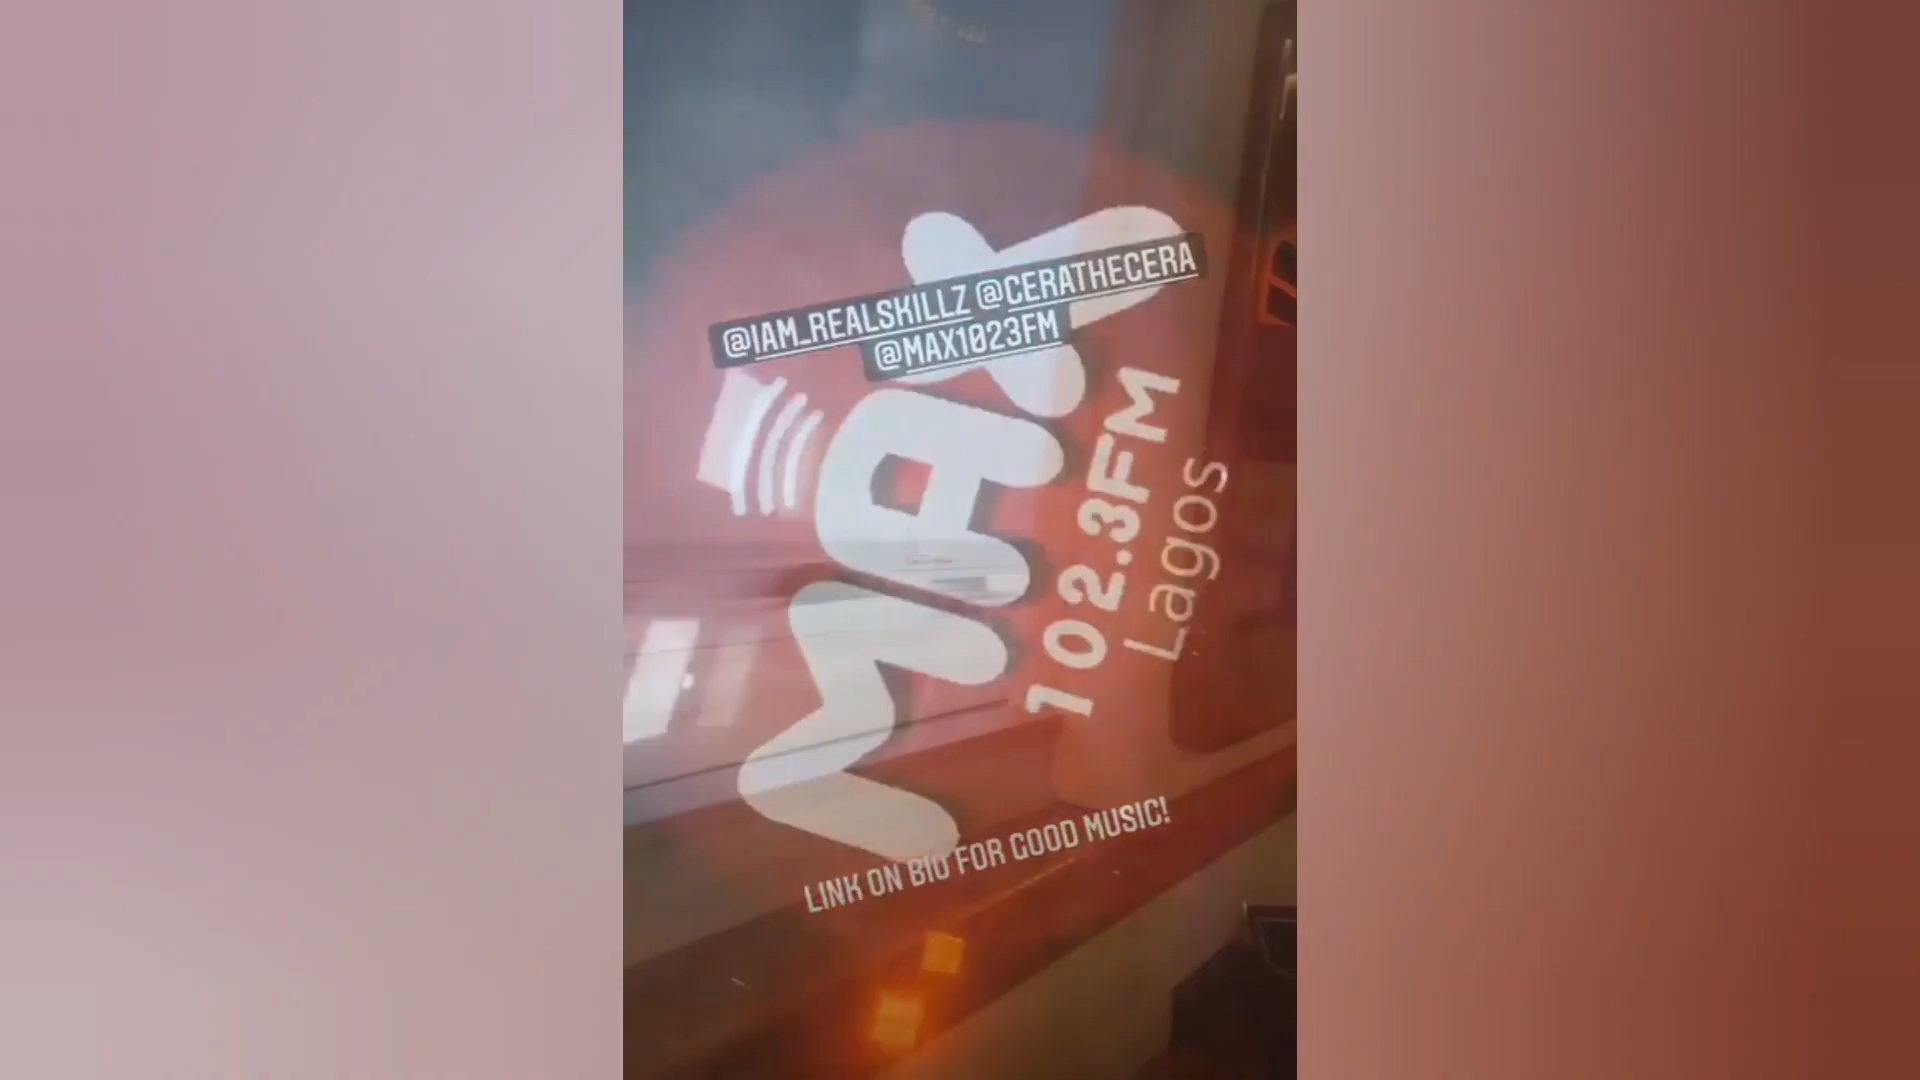 @IAM_REALSKILLZ @CERATHECERA
@MAX1023FM
MAX
102.3FM
Lagos
LINK ON BIO FOR GOOD MUSIC!